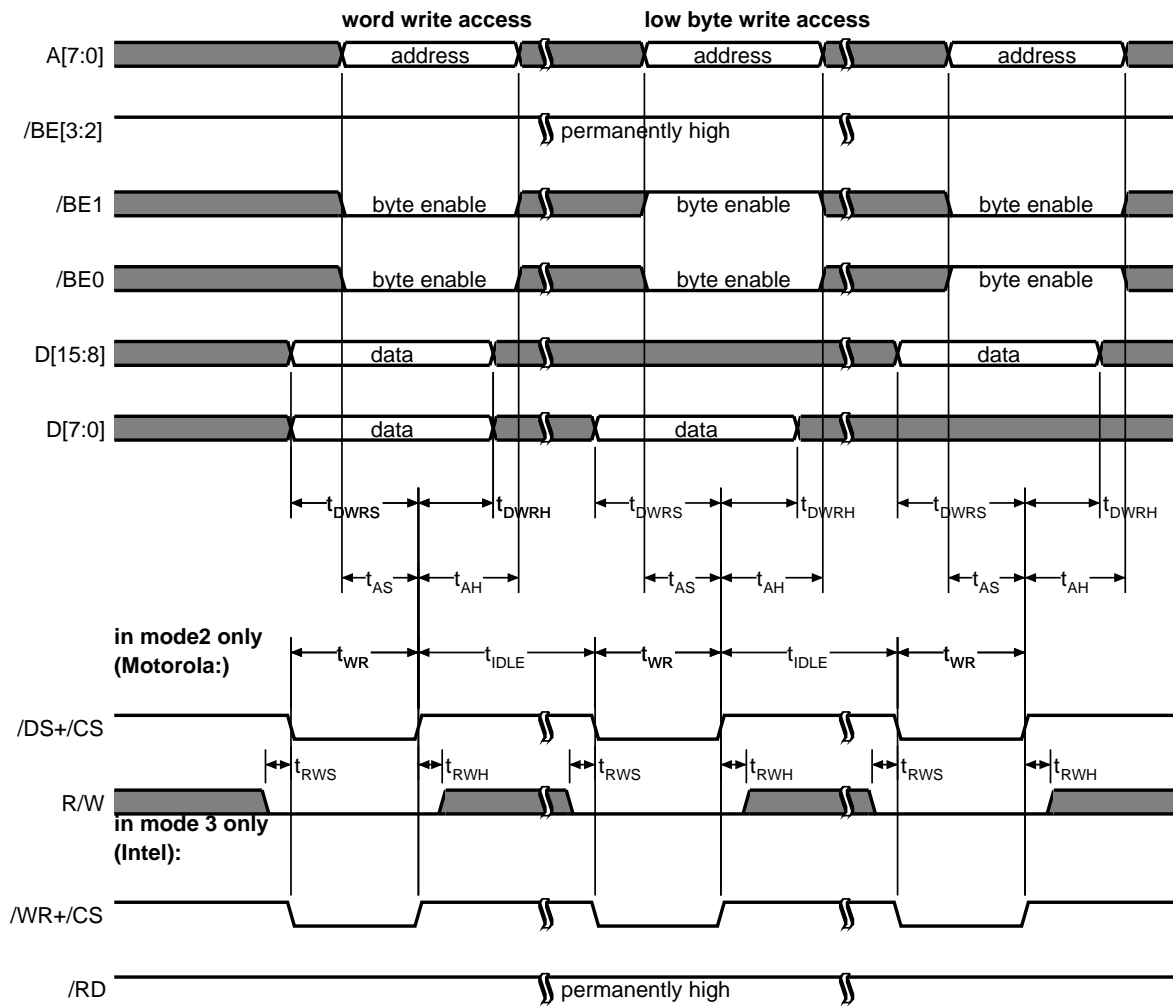 word write access low byte write access
A[7:0] address address address
/BE[3:2] permanently high
/BE1 byte enable byte enable byte enable
/BE0 byte enable byte enable byte enable
D[15:8] data data
D[7:0] data data
tDWRS tDWRH tDWRS tDWRH tDWRS tDWRH
tAS tAH tAS tAH tAS tAH
in mode2 only
(Motorola:)
tWR tIDLE tWR tIDLE tWR
/DS+/CS
tRWS tRWH tRWS tRWH tRWS tRWH
R/W
in mode 3 only
(Intel):
/WR+/CS
/RD permanently high